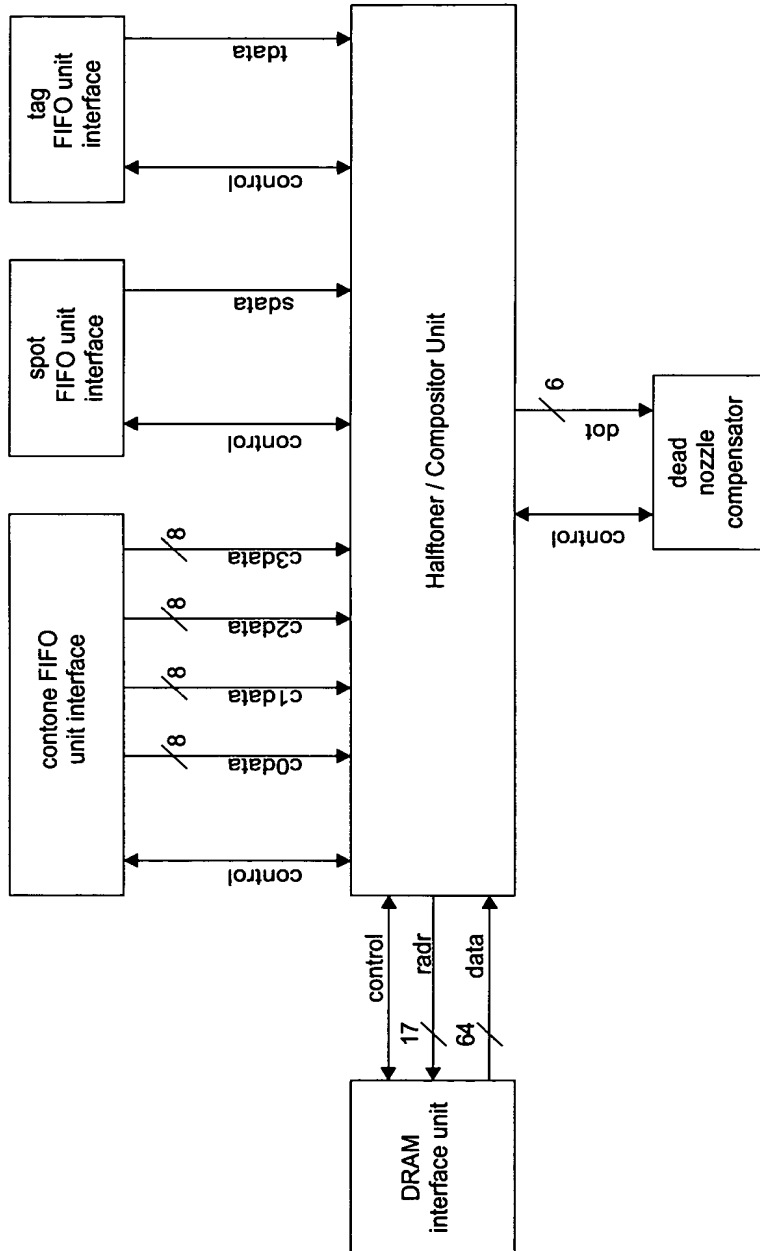 contone FIFO
unit interface
spot
FIFO unit
interface
tag
FIFO unit
interface
control
8
c0data
8
c1data
8
c2data
8
c3data
control
sdata
control
tdata
Halftoner / Compositor Unit
control
17
radr
64
data
DRAM
interface unit
control
6
dot
dead
nozzle
compensator